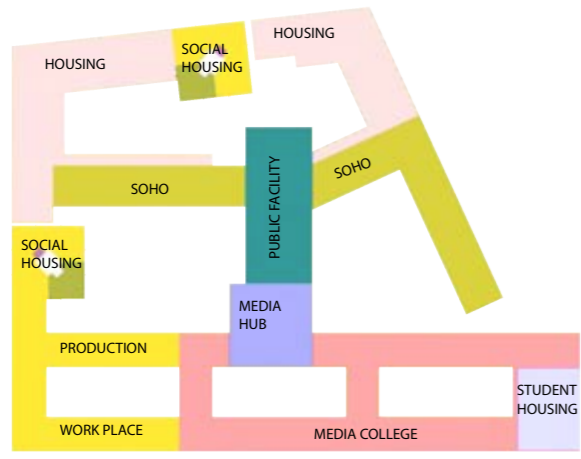 HOUSING
SOCIAL
HOUSING
HOUSING
SOHO
PUBLIC FACILITY
SOHO
SOCIAL
HOUSING
MEDIA
HUB
PRODUCTION
STUDENT
HOUSING
WORK PLACE
MEDIA COLLEGE